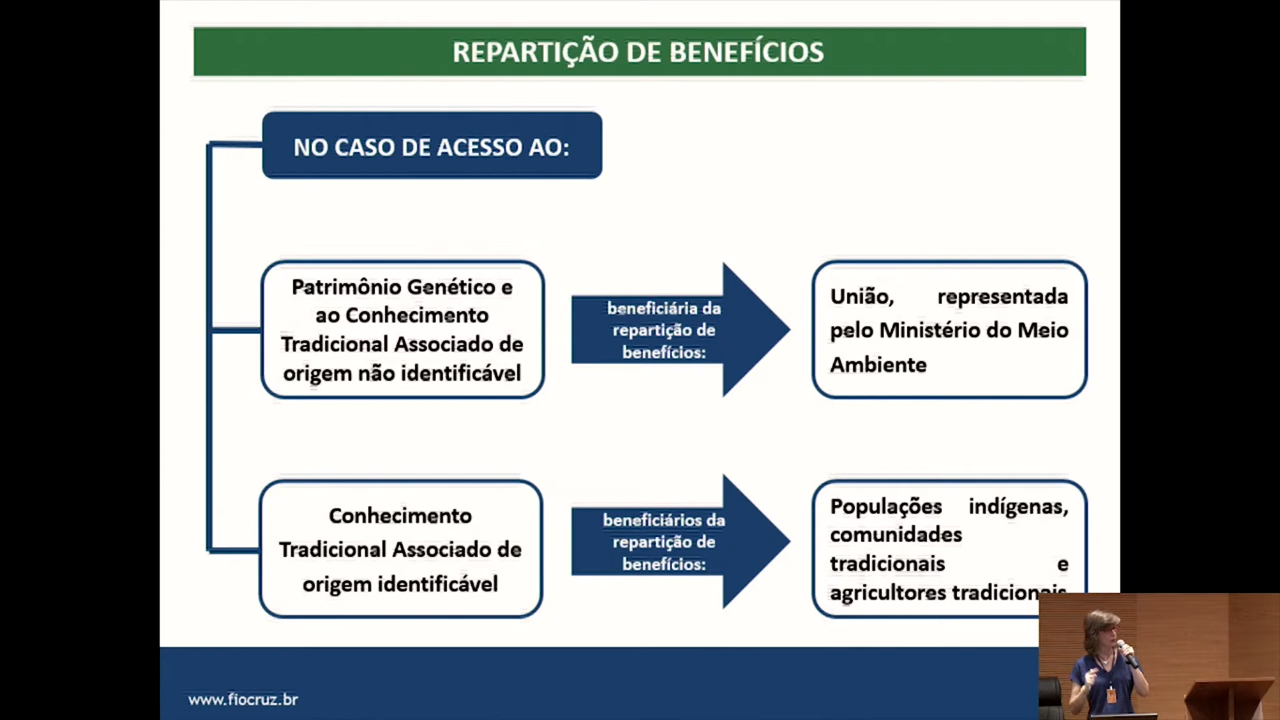 REPARTIÇÃO DE BENEFÍCIOS
NO CASO DE ACESSO AO:
Patrimônio Genético e
ao Conhecimento
Tradicional Associado de
origem não identificável
beneficiária da
repartição de
benefícios:
União, representada
pelo Ministério do Meio
Ambiente
Conhecimento
Tradicional Associado de
origem identificável
beneficiários da
repartição de
benefícios:
Populações indígenas,
comunidades
tradicionais e
agricultores tradicionais
www.fiocruz.br